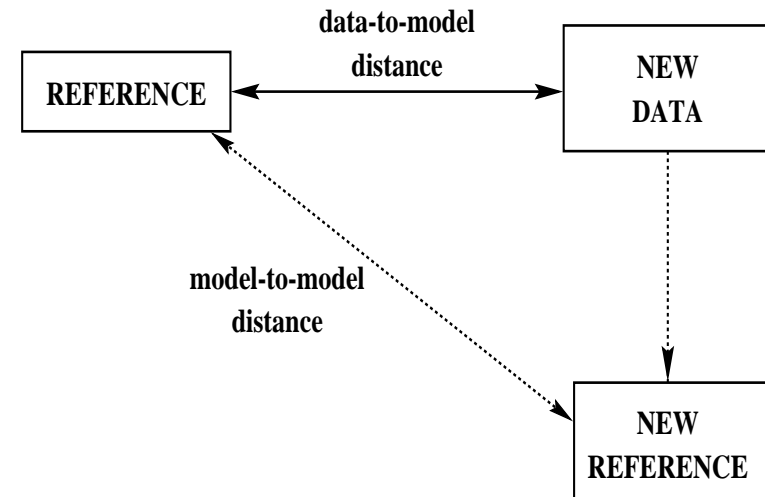 data-to-model
distance
REFERENCE
NEW
DATA
model-to-model
distance
NEW
REFERENCE